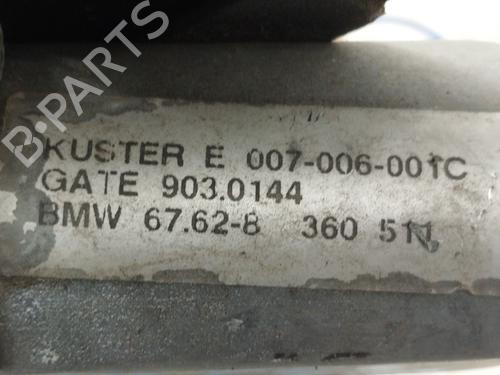 B-PARTS
KUSTER E 007-006-001C
GATE 903.0144
BMW 67.62-8 360 511